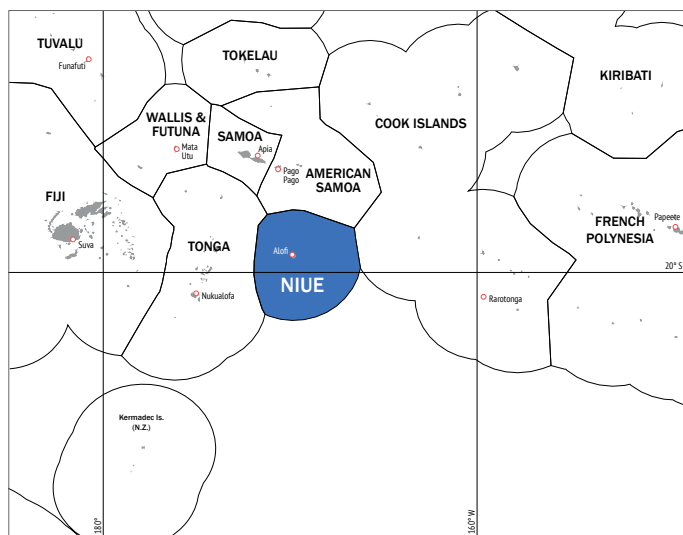 TUVALU
Funafuti
TOKELAU
KIRIBATI
WALLIS &
FUTUNA
Mata
Utu
SAMOA
Apia
COOK ISLANDS
Pago
Pago
AMERICAN
SAMOA
FIJI
Suva
TONGA
Nukualofa
Alofi
NIUE
FRENCH
POLYNESIA
Papeete
20° S
Rarotonga
Kermadec Is.
(N.Z.)
180°
160° W